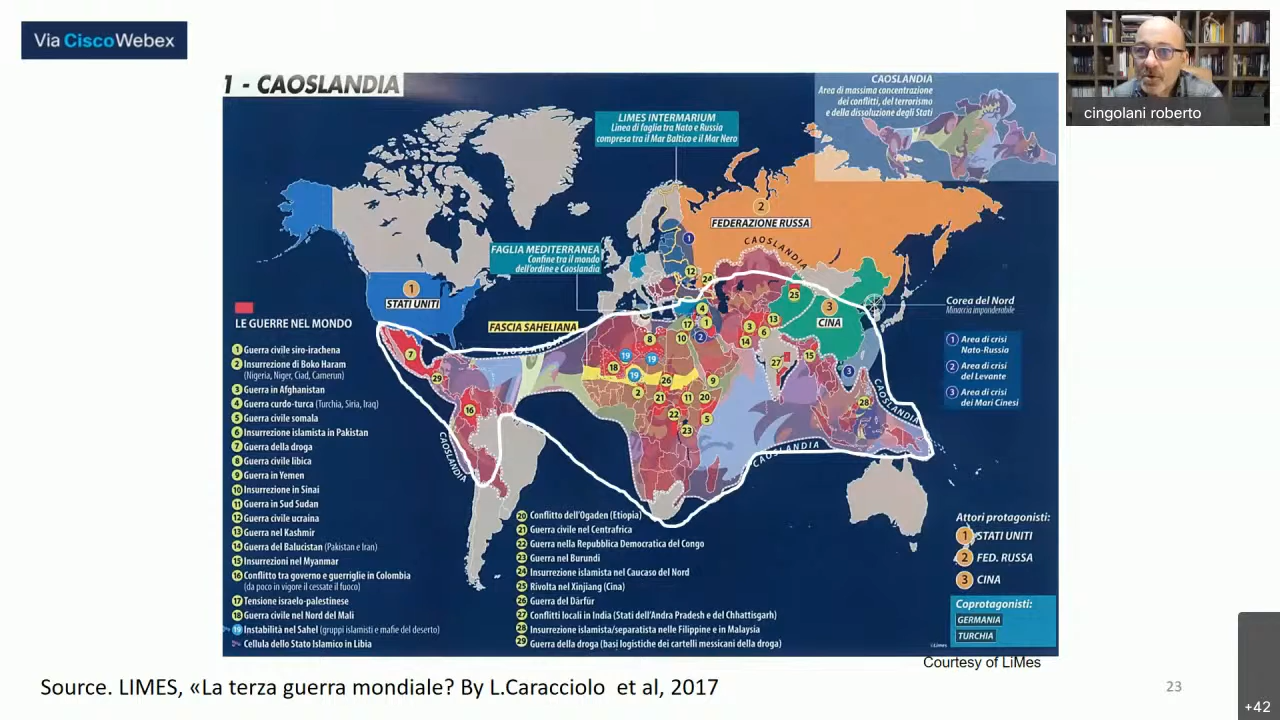 Via CiscoWebex
cingolani roberto
1 - CAOSLANDIA
CAOSLANDIA
Area di massima concentrazione
dei conflitti, del terrorismo
e della dissoluzione degli Stati
LIMES INTERMARIUM
Linea di faglia tra Nato e Russia
compresa tra il Mar Baltico e il Mar Nero
2
FEDERAZIONE RUSSA
CAOSLANDIA
FAGLIA MEDITERRANEA
Confine tra il mondo
dell'ordine e Caoslandia
1
STATI UNITI
3
CINA
FASCIA SAHELIANA
CAOSLANDIA
CAOSLANDIA
CAOSLANDIA
CAOSLANDIA
Corea del Nord
Minaccia imponderabile
1 Area di crisi
Nato-Russia
2 Area di crisi
del Levante
3 Area di crisi
dei Mari Cinesi
LE GUERRE NEL MONDO
1 Guerra civile siro-irachena
2 Insurrezione di Boko Haram
(Nigeria, Niger, Ciad, Camerun)
3 Guerra in Afghanistan
4 Guerra curdo-turca (Turchia, Siria, Iraq)
5 Guerra civile somala
6 Insurrezione islamista in Pakistan
7 Guerra della droga
8 Guerra civile libica
9 Guerra in Yemen
10 Insurrezione in Sinai
11 Guerra in Sud Sudan
12 Guerra civile ucraina
13 Guerra nel Kashmir
14 Guerra del Balucistan (Pakistan e Iran)
15 Insurrezioni nel Myanmar
16 Conflitto tra governo e guerriglie in Colombia
(da poco in vigore il cessate il fuoco)
17 Tensione israelo-palestinese
18 Guerra civile nel Nord del Mali
19 Instabilità nel Sahel (gruppi islamisti e mafie del deserto)
Cellula dello Stato Islamico in Libia
20 Conflitto dell'Ogaden (Etiopia)
21 Guerra civile nel Centrafrica
22 Guerra nella Repubblica Democratica del Congo
23 Guerra nel Burundi
24 Insurrezione islamista nel Caucaso del Nord
25 Rivolta nel Xinjiang (Cina)
26 Guerra del Dārfūr
27 Conflitti locali in India (Stati dell'Andra Pradesh e del Chhattisgarh)
28 Insurrezione islamista/separatista nelle Filippine e in Malaysia
29 Guerra della droga (basi logistiche dei cartelli messicani della droga)
Attori protagonisti:
1 STATI UNITI
2 FED. RUSSA
3 CINA
Coprotagonisti:
GERMANIA
TURCHIA
©Limes
Courtesy of LiMes
Source. LIMES, «La terza guerra mondiale? By L.Caracciolo et al, 2017
23
+42